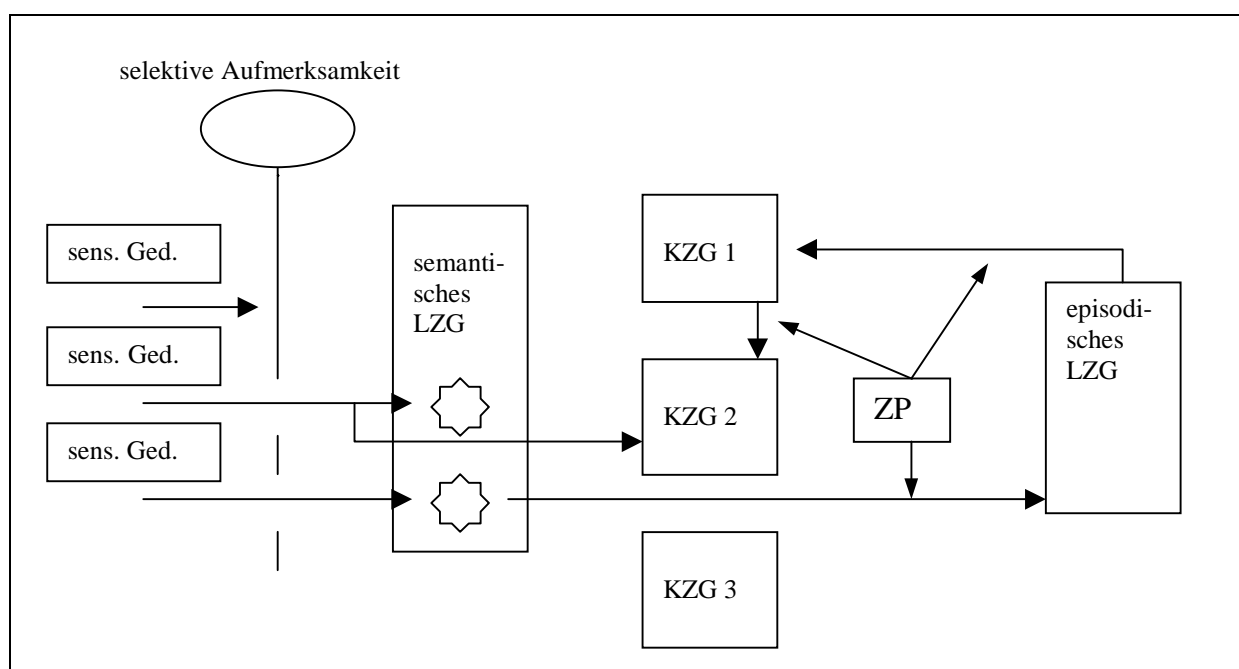 selektive Aufmerksamkeit
sens. Ged.
sens. Ged.
sens. Ged.
semanti-
sches
LZG
KZG 1
KZG 2
KZG 3
ZP
episodi-
sches
LZG